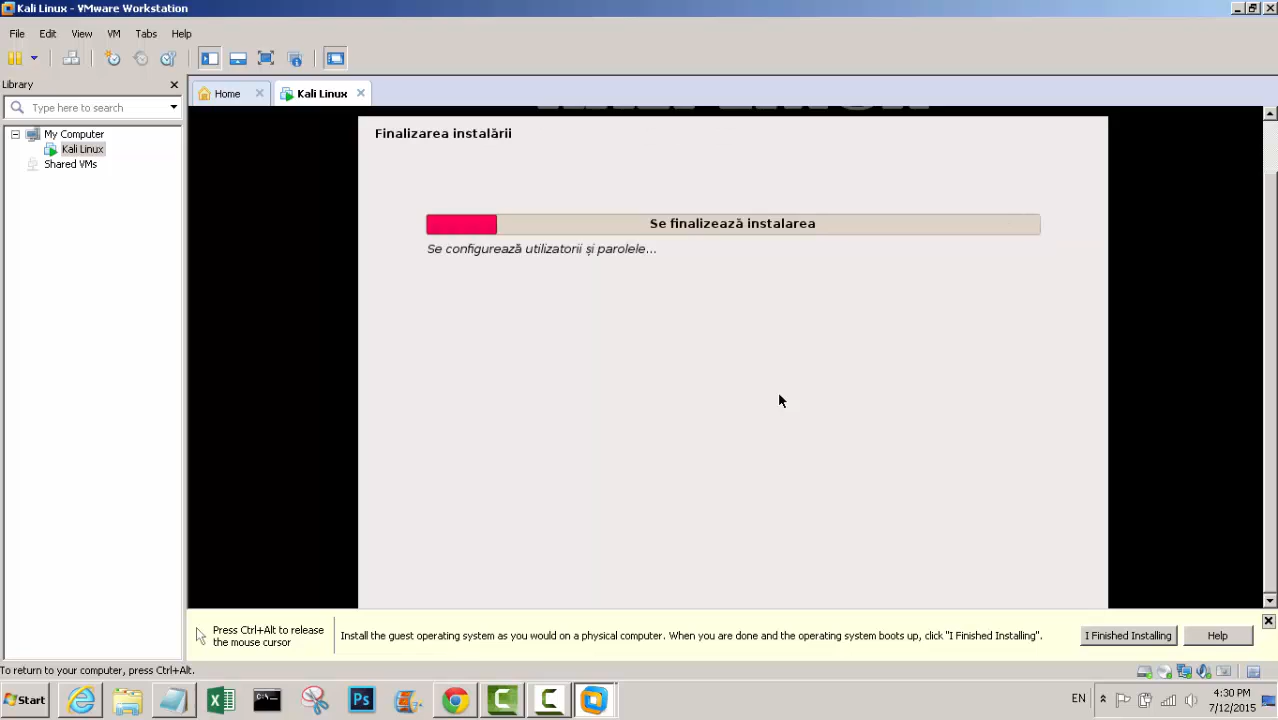 Kali Linux - VMware Workstation
File Edit View VM Tabs Help
Library
Type here to search
My Computer
Kali Linux
Shared VMs
Home
Kali Linux
Finalizarea instalării
Se finalizează instalarea
Se configurează utilizatorii și parolele...
Press Ctrl+Alt to release
the mouse cursor
Install the guest operating system as you would on a physical computer. When you are done and the operating system boots up, click "I Finished Installing".
I Finished Installing
Help
To return to your computer, press Ctrl+Alt.
Start
Ps
EN
4:30 PM
7/12/2015